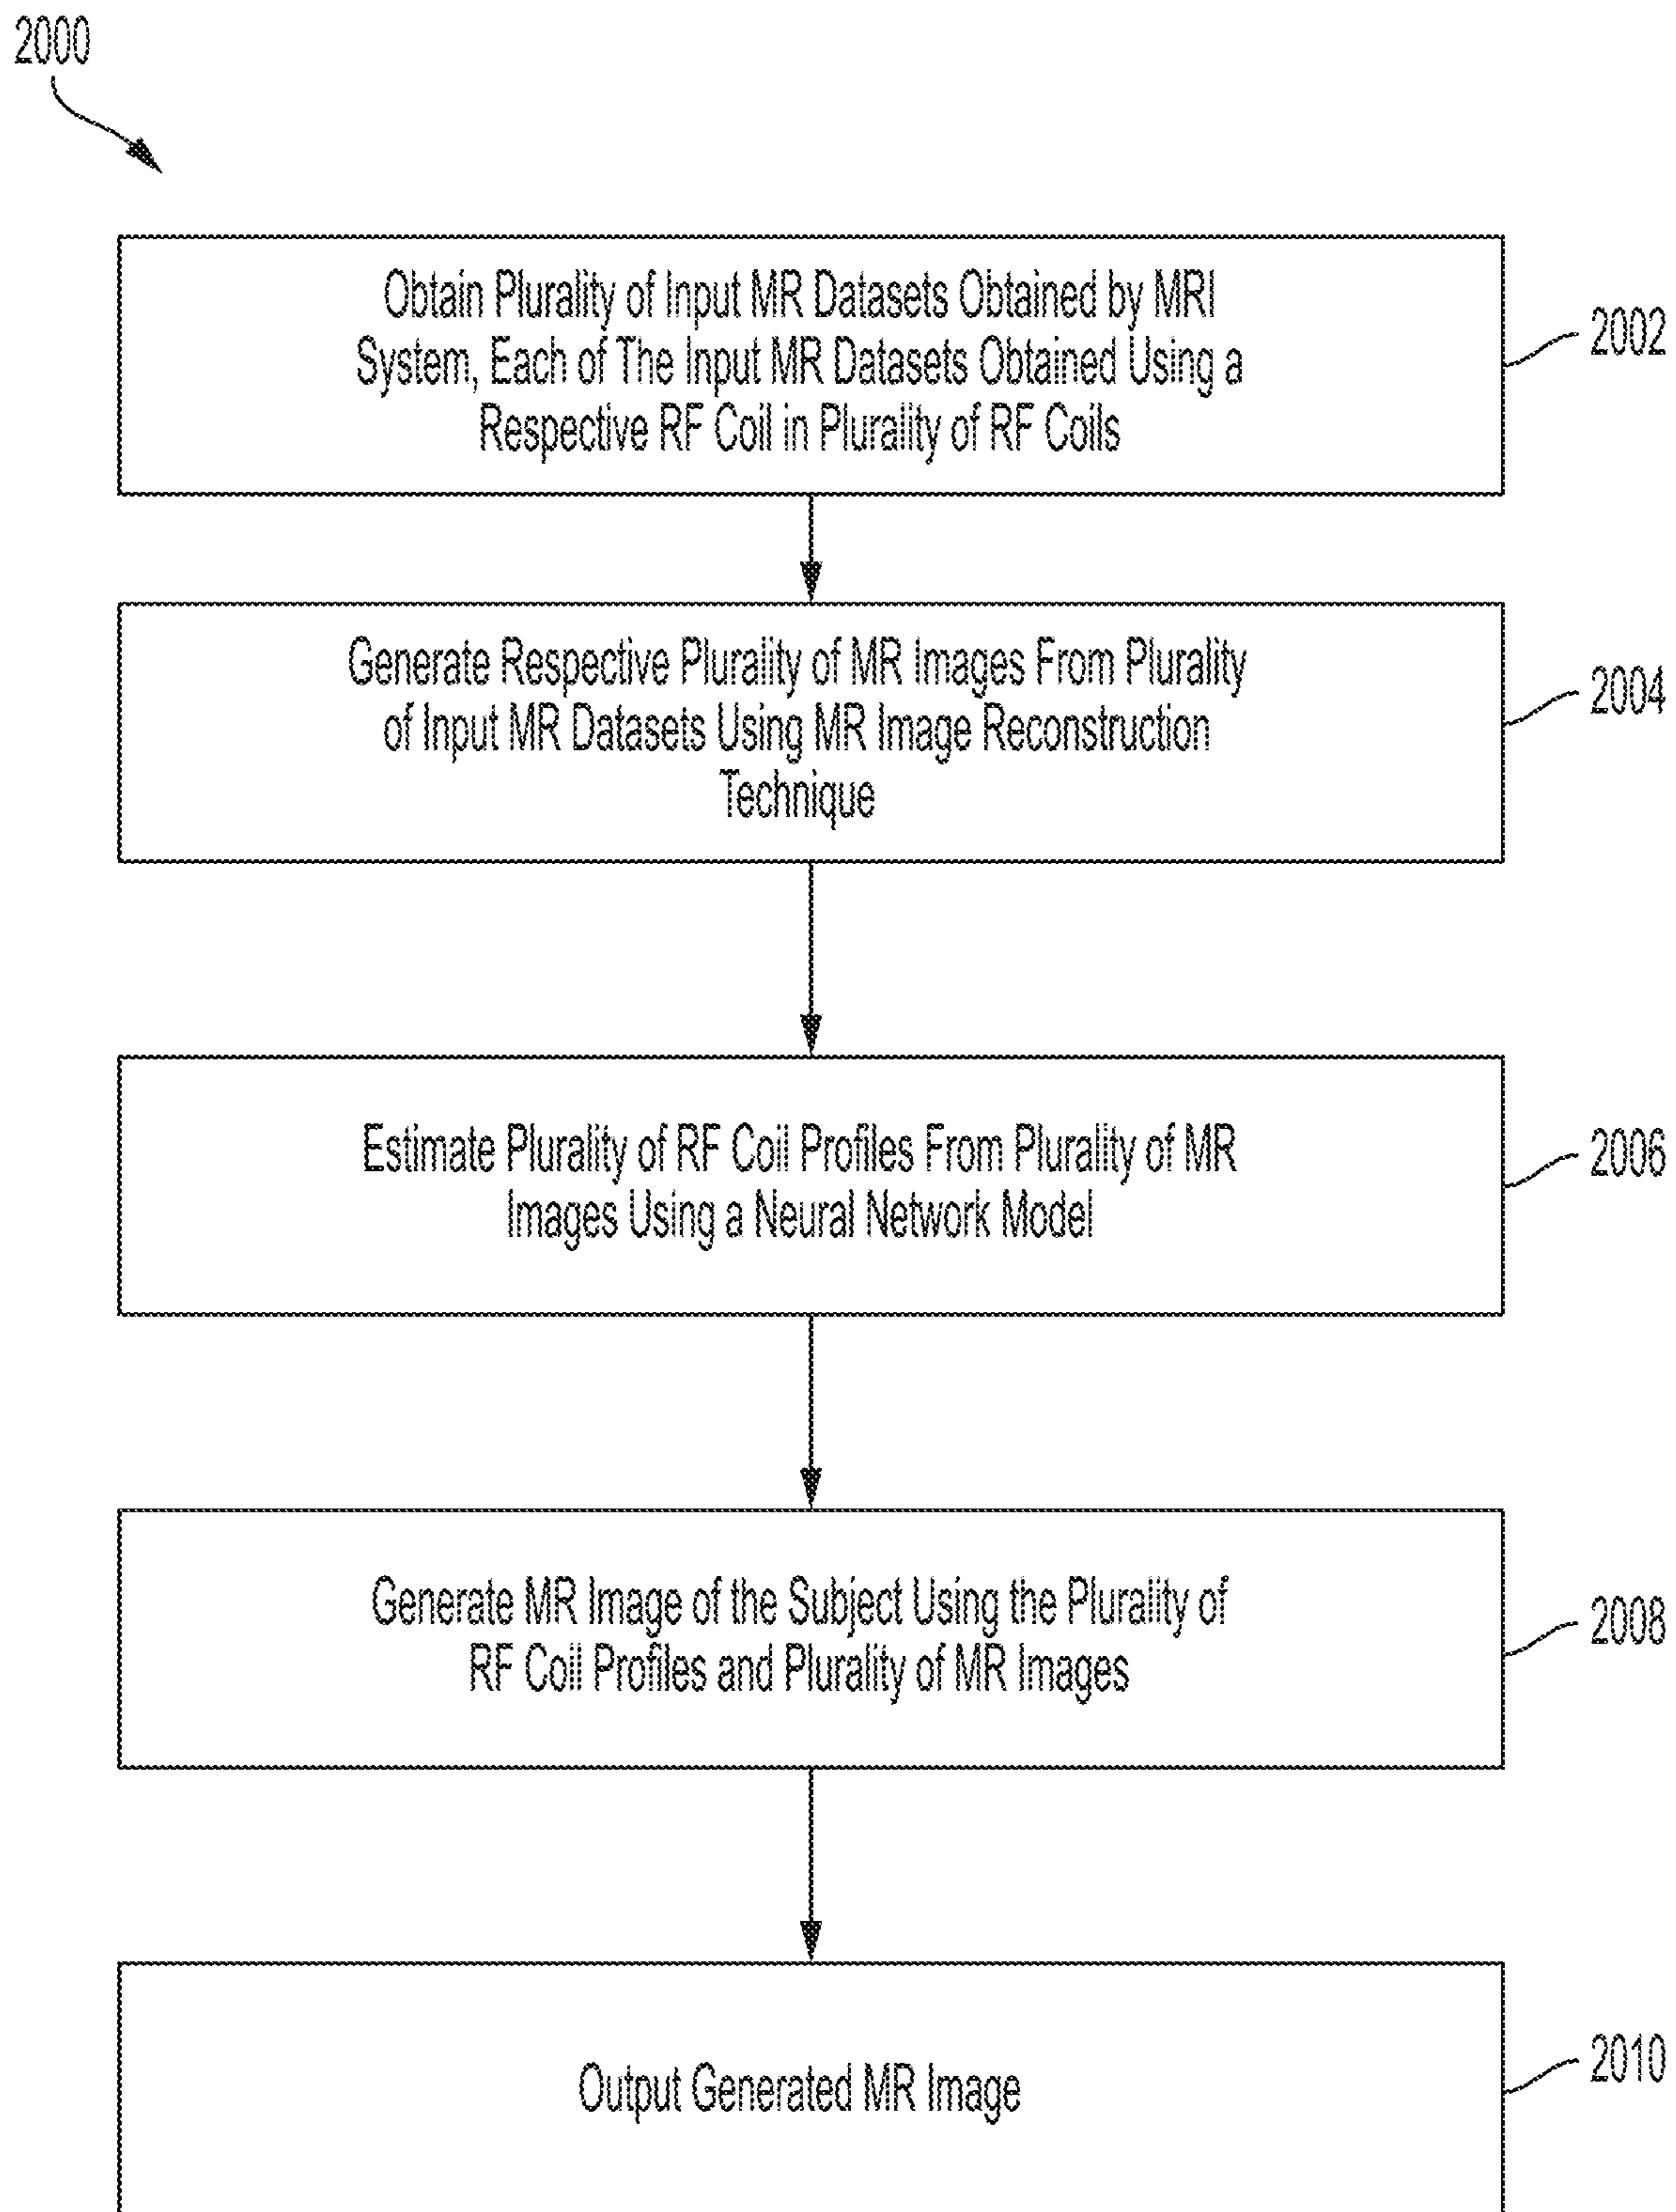 2000
Obtain Plurality of Input MR Datasets Obtained by MRI
System, Each of The Input MR Datasets Obtained Using a
Respective RF Coil in Plurality of RF Coils
2002
Generate Respective Plurality of MR Images From Plurality
of Input MR Datasets Using MR Image Reconstruction
Technique
2004
Estimate Plurality of RF Coil Profiles From Plurality of MR
Images Using a Neural Network Model
2006
Generate MR Image of the Subject Using the Plurality of
RF Coil Profiles and Plurality of MR Images
2008
Output Generated MR Image
2010